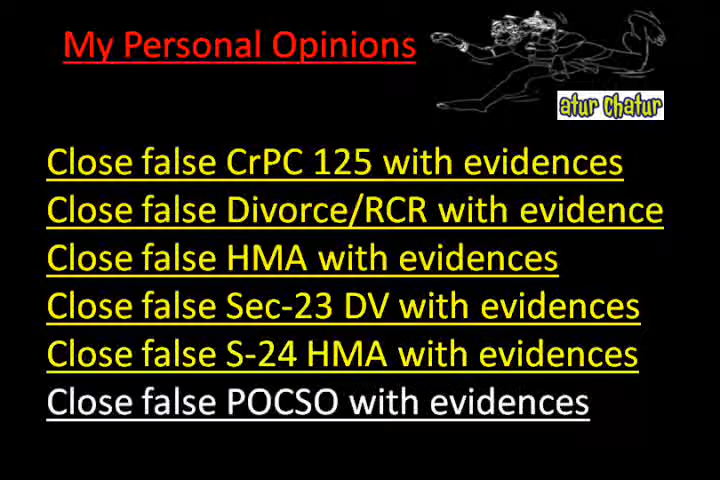 My Personal Opinions
atur Chatur
Close false CrPC 125 with evidences
Close false Divorce/RCR with evidence
Close false HMA with evidences
Close false Sec-23 DV with evidences
Close false S-24 HMA with evidences
Close false POCSO with evidences